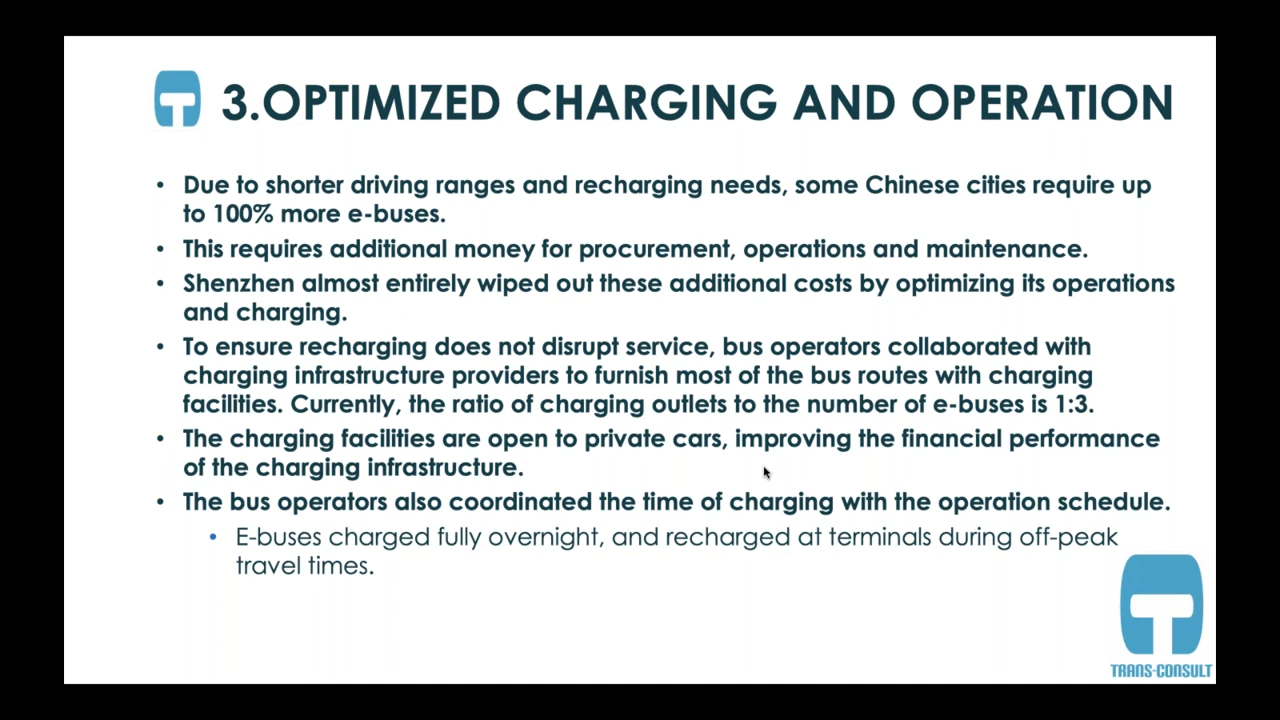 3.OPTIMIZED CHARGING AND OPERATION
• Due to shorter driving ranges and recharging needs, some Chinese cities require up
to 100% more e-buses.
• This requires additional money for procurement, operations and maintenance.
• Shenzhen almost entirely wiped out these additional costs by optimizing its operations
and charging.
• To ensure recharging does not disrupt service, bus operators collaborated with
charging infrastructure providers to furnish most of the bus routes with charging
facilities. Currently, the ratio of charging outlets to the number of e-buses is 1:3.
• The charging facilities are open to private cars, improving the financial performance
of the charging infrastructure.
• The bus operators also coordinated the time of charging with the operation schedule.
• E-buses charged fully overnight, and recharged at terminals during off-peak
travel times.
TRANS-CONSULT